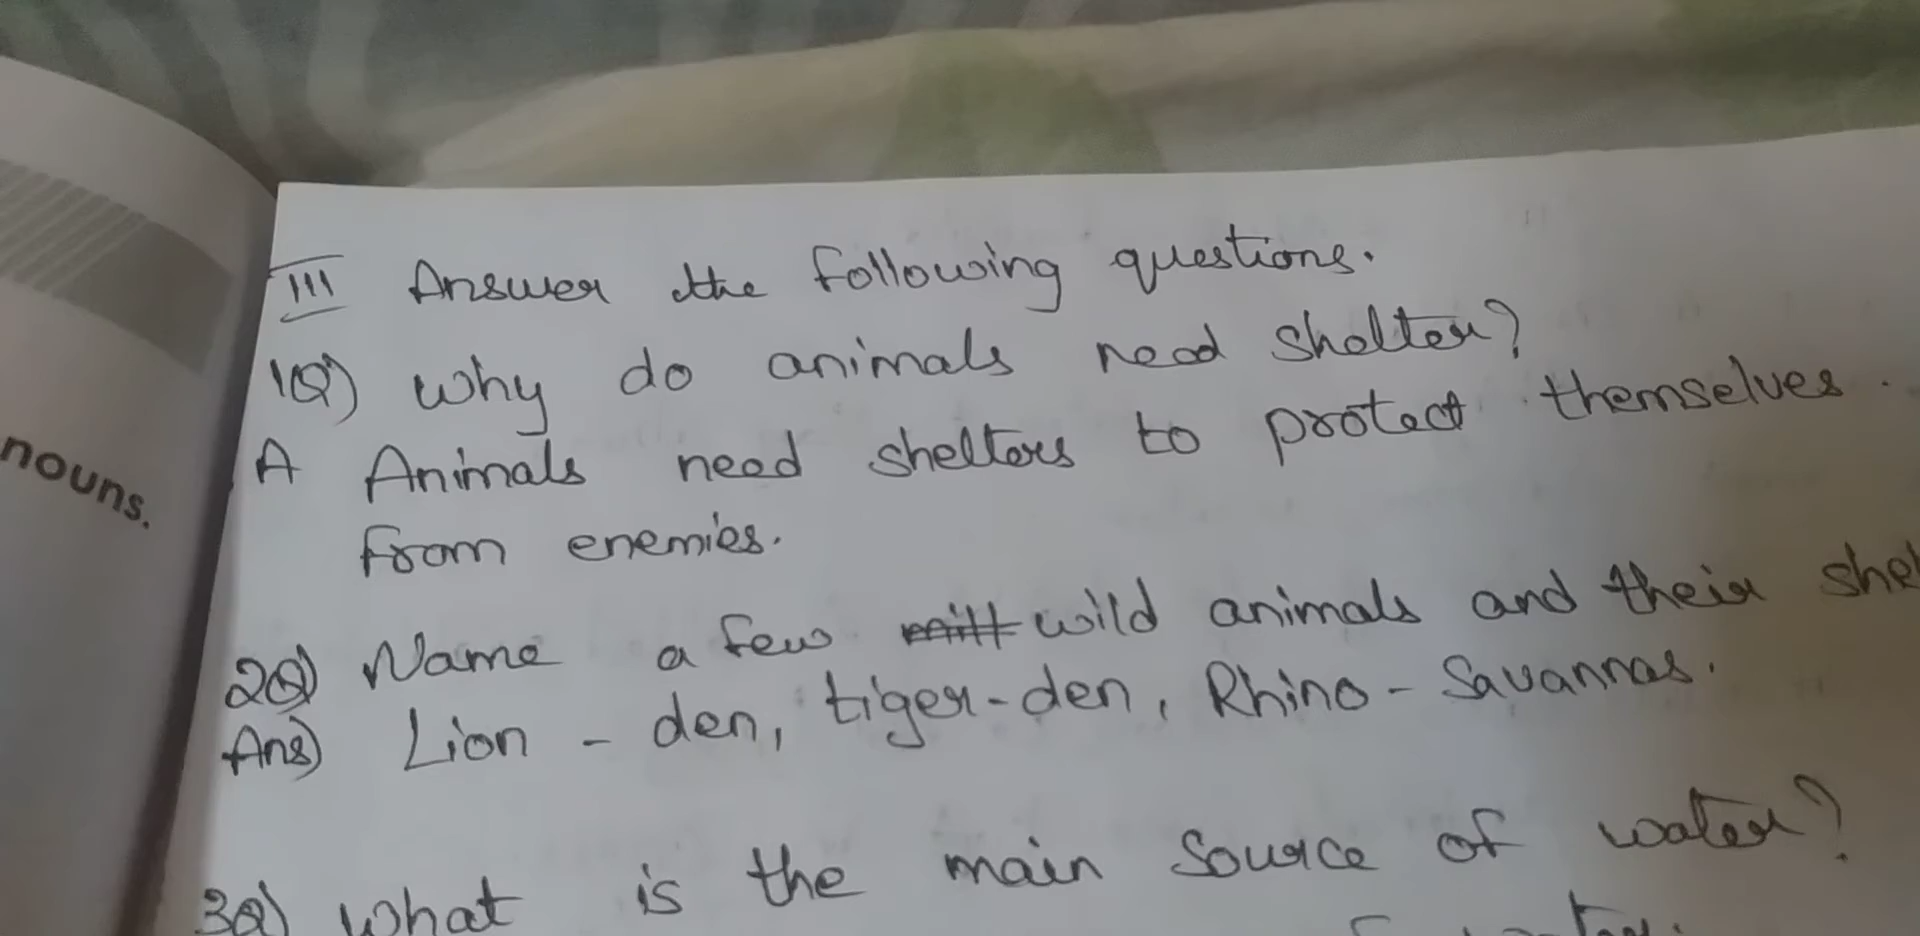 nouns.
III Answer the following questions.
1Q) Why do animals need shelter?
A Animals need shelters to protect themselves.
from enemies.
2Q) Name a few wild animals and their
Ans) Lion - den, tiger-den, Rhino - Savannas.
3Q) What is the main source of water?